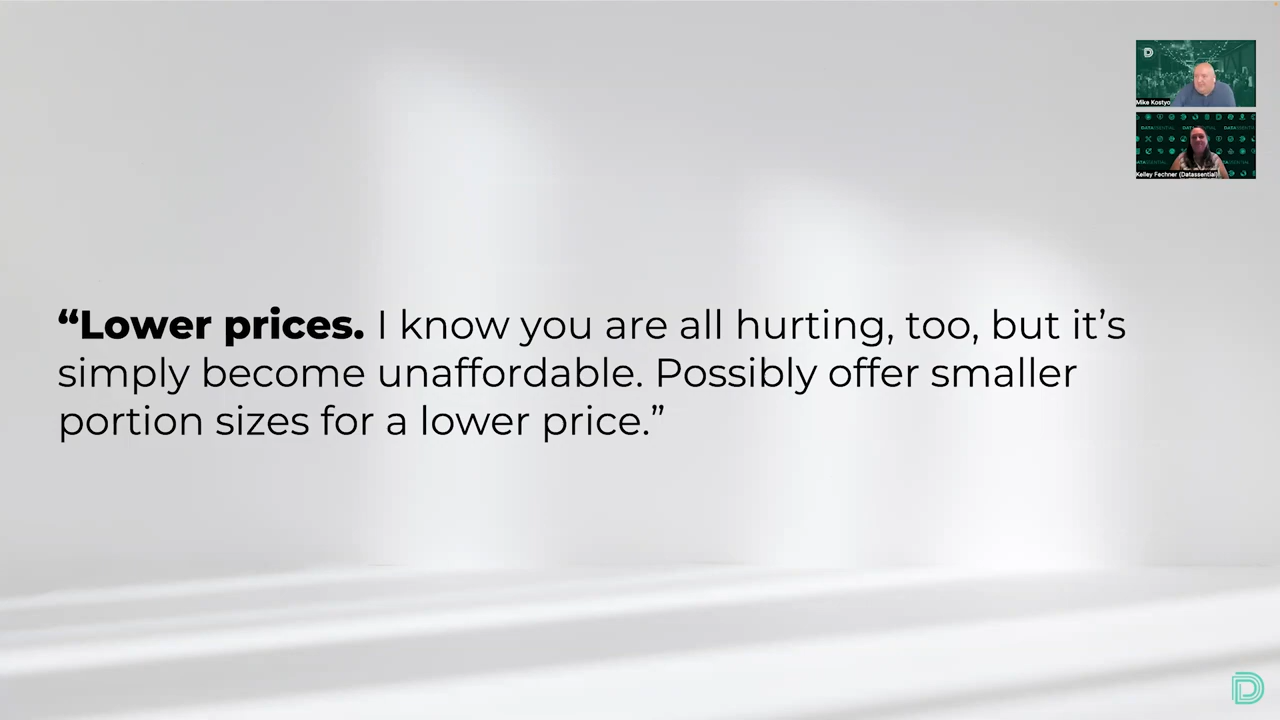 Mike Kostyo
DATASSENTIAL
Kelley Fechner (Datassential)
“Lower prices. I know you are all hurting, too, but it’s
simply become unaffordable. Possibly offer smaller
portion sizes for a lower price.”